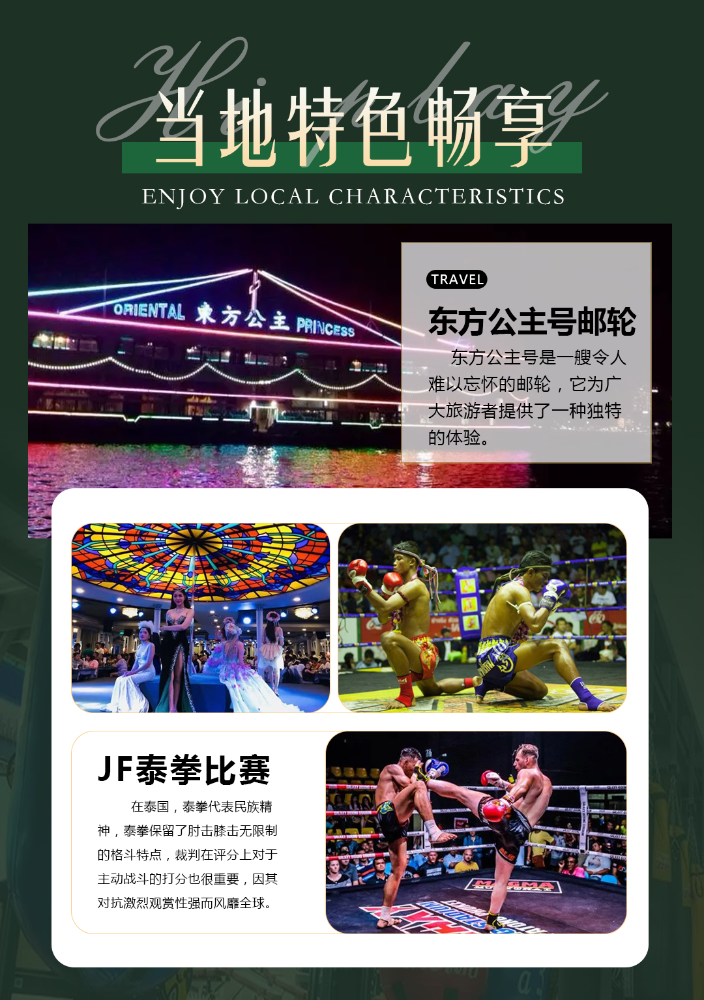 Hinbay
当地特色畅享
ENJOY LOCAL CHARACTERISTICS
ORIENTAL 東方公主 PRINCESS
TRAVEL
东方公主号邮轮
东方公主号是一艘令人
难以忘怀的邮轮，它为广
大旅游者提供了一种独特
的体验。
JF泰拳比赛
在泰国，泰拳代表民族精
神，泰拳保留了肘击膝击无限制
的格斗特点，裁判在评分上对于
主动战斗的打分也很重要，因其
对抗激烈观赏性强而风靡全球。
MAGMA
STADIUM